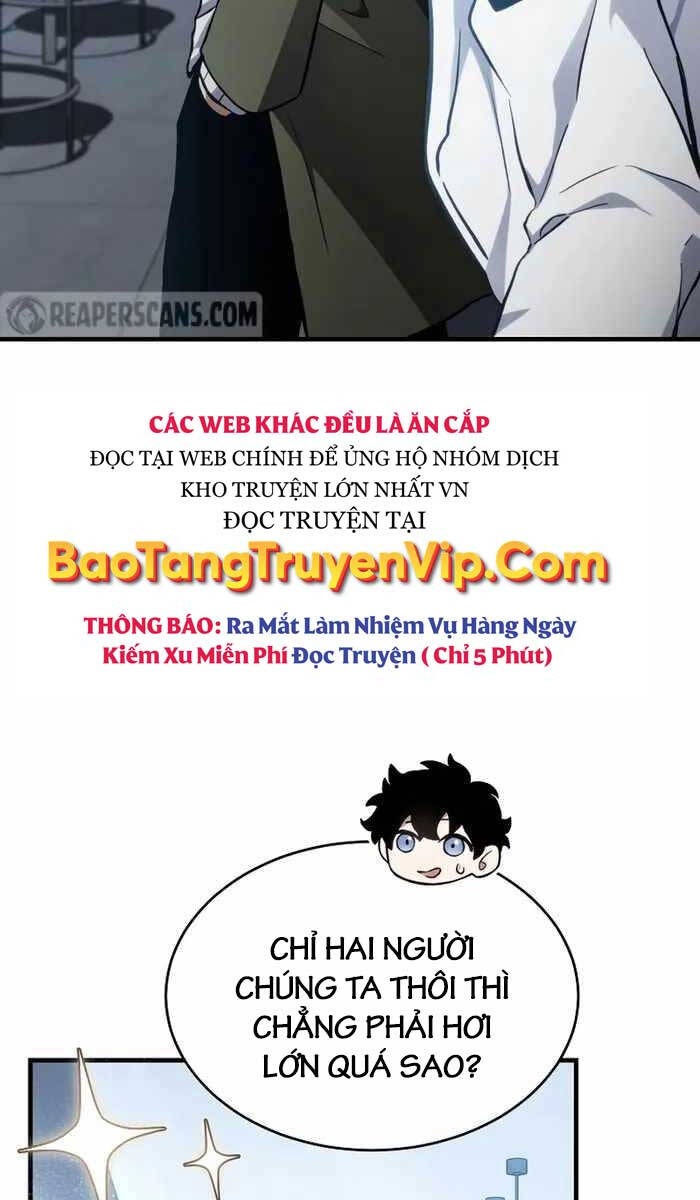 REAPERSCANS.COM
CÁC WEB KHÁC ĐỀU LÀ ĂN CẮP
ĐỌC TẠI WEB CHÍNH ĐỂ ỦNG HỘ NHÓM DỊCH
KHO TRUYỆN LỚN NHẤT VN
ĐỌC TRUYỆN TẠI
BaoTangTruyenVip.Com
THÔNG BÁO: Ra Mắt Làm Nhiệm Vụ Hàng Ngày
Kiếm Xu Miễn Phí Đọc Truyện ( Chỉ 5 Phút)
CHỈ HAI NGƯỜI
CHÚNG TA THÔI THÌ
CHẲNG PHẢI HƠI
LỚN QUÁ SAO?